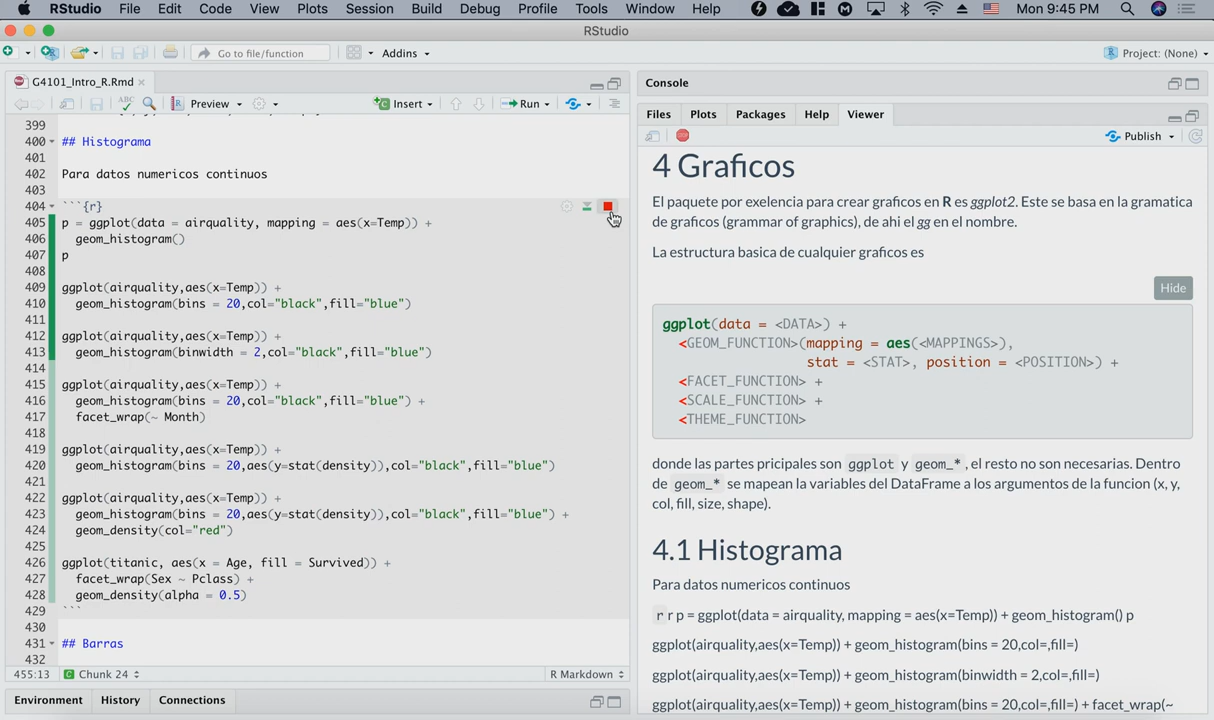 RStudio File Edit Code View Plots Session Build Debug Profile Tools Window Help Mon 9:45 PM
RStudio
Go to file/function Addins Project: (None)
G4101_Intro_R.Rmd
ABC Preview Insert Run
399
400 ## Histograma
401
402 Para datos numericos continuos
403
404 ```{r}
405 p = ggplot(data = airquality, mapping = aes(x=Temp)) +
406 geom_histogram()
407 p
408
409 ggplot(airquality,aes(x=Temp)) +
410 geom_histogram(bins = 20,col="black",fill="blue")
411
412 ggplot(airquality,aes(x=Temp)) +
413 geom_histogram(binwidth = 2,col="black",fill="blue")
414
415 ggplot(airquality,aes(x=Temp)) +
416 geom_histogram(bins = 20,col="black",fill="blue") +
417 facet_wrap(~ Month)
418
419 ggplot(airquality,aes(x=Temp)) +
420 geom_histogram(bins = 20,aes(y=stat(density)),col="black",fill="blue")
421
422 ggplot(airquality,aes(x=Temp)) +
423 geom_histogram(bins = 20,aes(y=stat(density)),col="black",fill="blue") +
424 geom_density(col="red")
425
426 ggplot(titanic, aes(x = Age, fill = Survived)) +
427 facet_wrap(Sex ~ Pclass) +
428 geom_density(alpha = 0.5)
429 ```
430
431 ## Barras
432
455:13 Chunk 24 R Markdown
Environment History Connections
Console
Files Plots Packages Help Viewer
Publish
4 Graficos
El paquete por exelencia para crear graficos en R es ggplot2. Este se basa en la gramatica
de graficos (grammar of graphics), de ahi el gg en el nombre.
La estructura basica de cualquier graficos es
Hide
ggplot(data = <DATA>) +
<GEOM_FUNCTION>(mapping = aes(<MAPPINGS>),
stat = <STAT>, position = <POSITION>) +
<FACET_FUNCTION> +
<SCALE_FUNCTION> +
<THEME_FUNCTION>
donde las partes pricipales son ggplot y geom_*, el resto no son necesarias. Dentro
de geom_* se mapean la variables del DataFrame a los argumentos de la funcion (x, y,
col, fill, size, shape).
4.1 Histograma
Para datos numericos continuos
r r p = ggplot(data = airquality, mapping = aes(x=Temp)) + geom_histogram() p
ggplot(airquality,aes(x=Temp)) + geom_histogram(bins = 20,col=,fill=)
ggplot(airquality,aes(x=Temp)) + geom_histogram(binwidth = 2,col=,fill=)
ggplot(airquality,aes(x=Temp)) + geom_histogram(bins = 20,col=,fill=) + facet_wrap(~